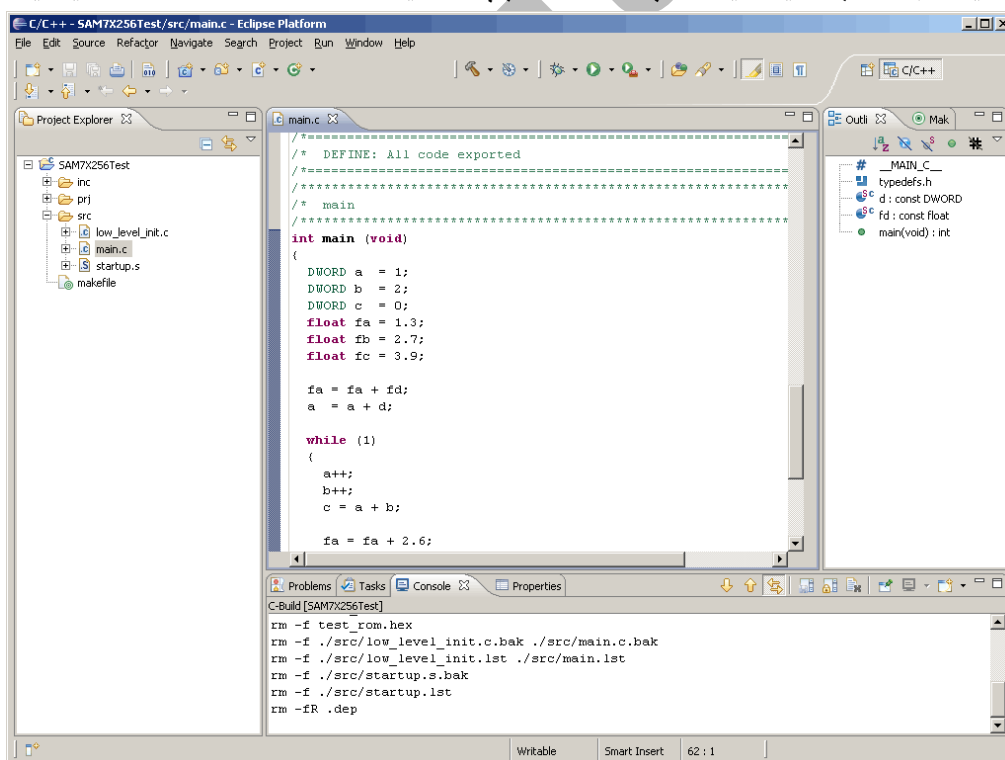 C/C++ - SAM7X256Test/src/main.c - Eclipse Platform
File Edit Source Refactor Navigate Search Project Run Window Help
C/C++
Project Explorer
SAM7X256Test
inc
prj
src
low_level_init.c
main.c
startup.s
makefile
main.c
/*=============================================================
/*  DEFINE: All code exported
/*=============================================================
/**************************************************************
/*  main
/**************************************************************
int main (void)
{
  DWORD a  = 1;
  DWORD b  = 2;
  DWORD c  = 0;
  float fa = 1.3;
  float fb = 2.7;
  float fc = 3.9;
  fa = fa + fd;
  a  = a + d;
  while (1)
  {
    a++;
    b++;
    c = a + b;
    fa = fa + 2.6;
Outli Mak
# __MAIN_C__
typedefs.h
d : const DWORD
fd : const float
main(void) : int
Problems Tasks Console Properties
C-Build [SAM7X256Test]
rm -f test_rom.hex
rm -f ./src/low_level_init.c.bak ./src/main.c.bak
rm -f ./src/low_level_init.lst ./src/main.lst
rm -f ./src/startup.s.bak
rm -f ./src/startup.lst
rm -fR .dep
Writable Smart Insert 62 : 1